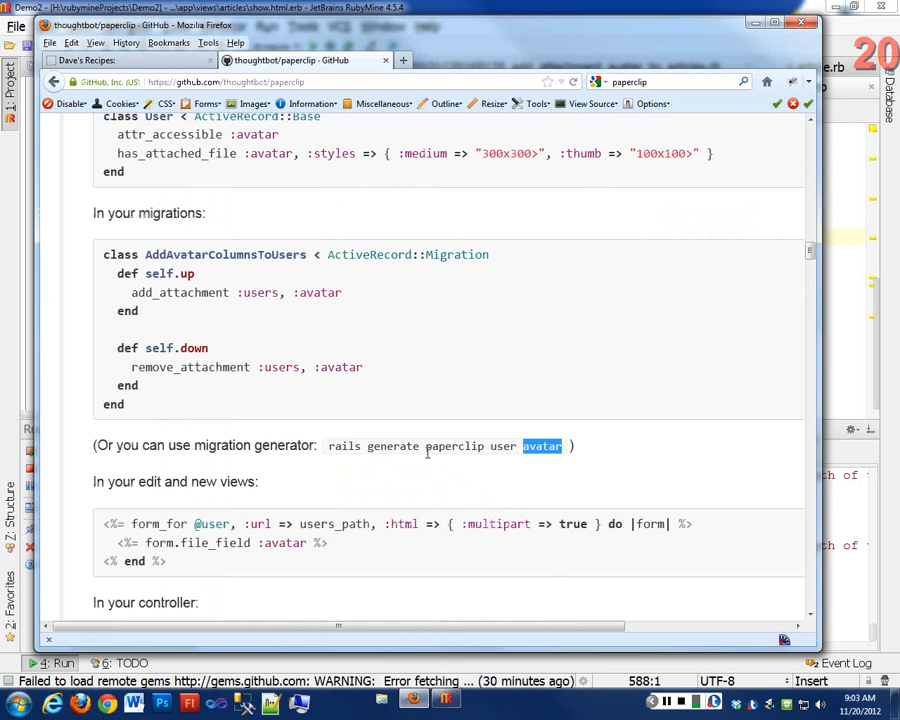 Demo2 - [H:\rubymineProjects\Demo2] - ...\app\views\articles\show.html.erb - JetBrains RubyMine 4.5.4
thoughtbot/paperclip · GitHub - Mozilla Firefox
File
20
File Edit View History Bookmarks Tools Help
Dave's Recipes:
thoughtbot/paperclip · GitHub
GitHub, Inc. (US) https://github.com/thoughtbot/paperclip
paperclip
Disable▾ Cookies▾ CSS▾ Forms▾ Images▾ Information▾ Miscellaneous▾ Outline▾ Resize▾ Tools▾ View Source▾ Options▾
1: Project
Database
class User < ActiveRecord::Base
attr_accessible :avatar
has_attached_file :avatar, :styles => { :medium => "300x300>", :thumb => "100x100>" }
end
In your migrations:
class AddAvatarColumnsToUsers < ActiveRecord::Migration
def self.up
add_attachment :users, :avatar
end
def self.down
remove_attachment :users, :avatar
end
end
(Or you can use migration generator: rails generate paperclip user avatar )
In your edit and new views:
<%= form_for @user, :url => users_path, :html => { :multipart => true } do |form| %>
<%= form.file_field :avatar %>
<% end %>
In your controller:
7: Structure
2: Favorites
4: Run
6: TODO
Event Log
Failed to load remote gems http://gems.github.com: Error fetching ... (30 minutes ago)
588:1
UTF-8
Insert
9:03 AM
11/20/2012